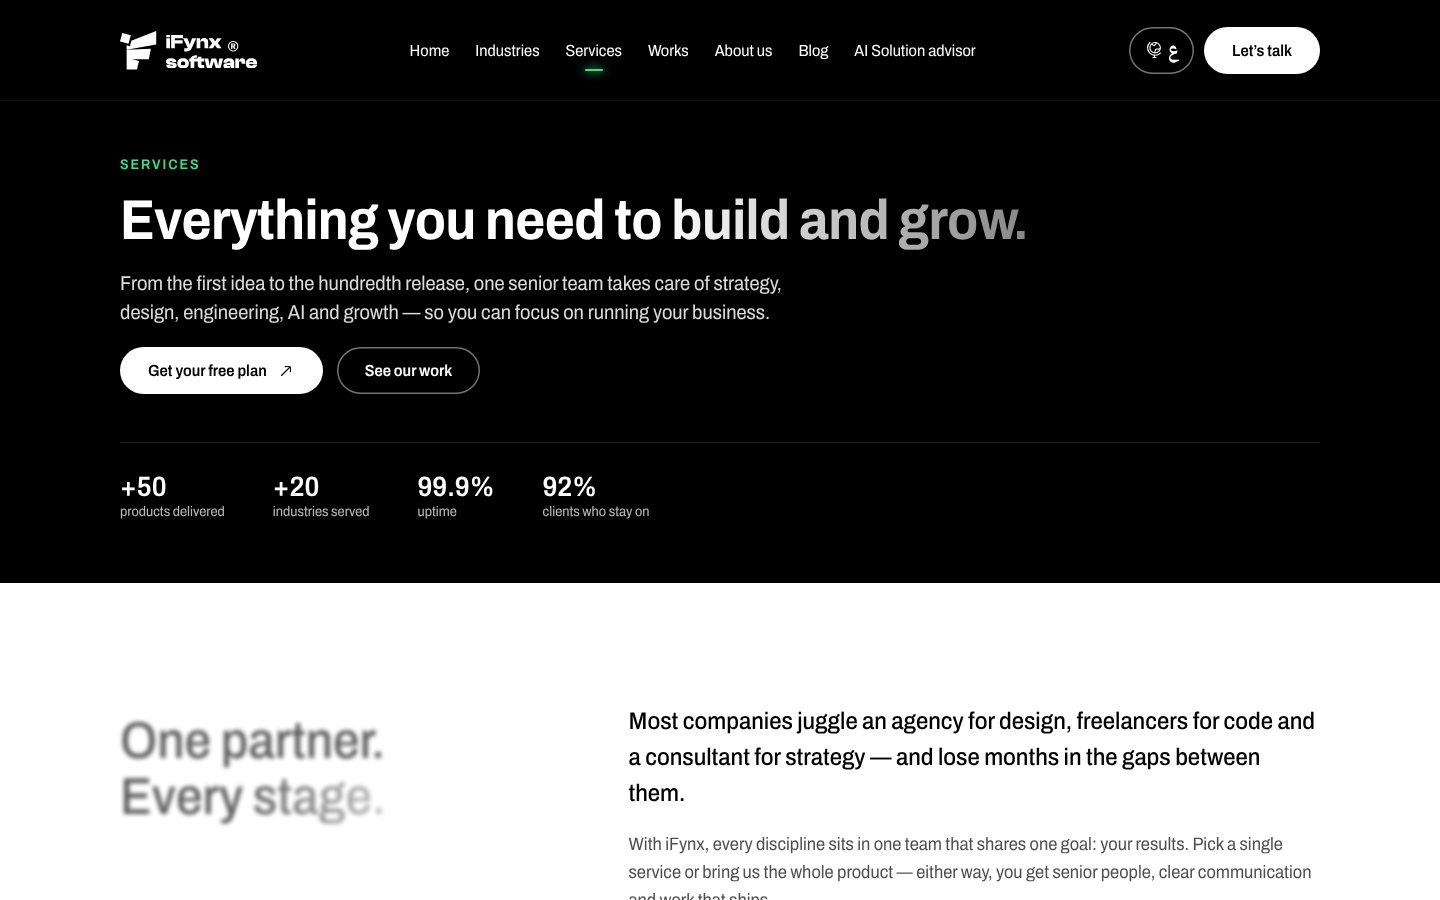 iFynx ®
software
Home
Industries
Services
Works
About us
Blog
AI Solution advisor
ع
Let's talk
SERVICES
Everything you need to build and grow.
From the first idea to the hundredth release, one senior team takes care of strategy,
design, engineering, AI and growth — so you can focus on running your business.
Get your free plan
See our work
+50
products delivered
+20
industries served
99.9%
uptime
92%
clients who stay on
One partner.
Every stage.
Most companies juggle an agency for design, freelancers for code and
a consultant for strategy — and lose months in the gaps between
them.
With iFynx, every discipline sits in one team that shares one goal: your results. Pick a single
service or bring us the whole product — either way, you get senior people, clear communication
and work that ships.